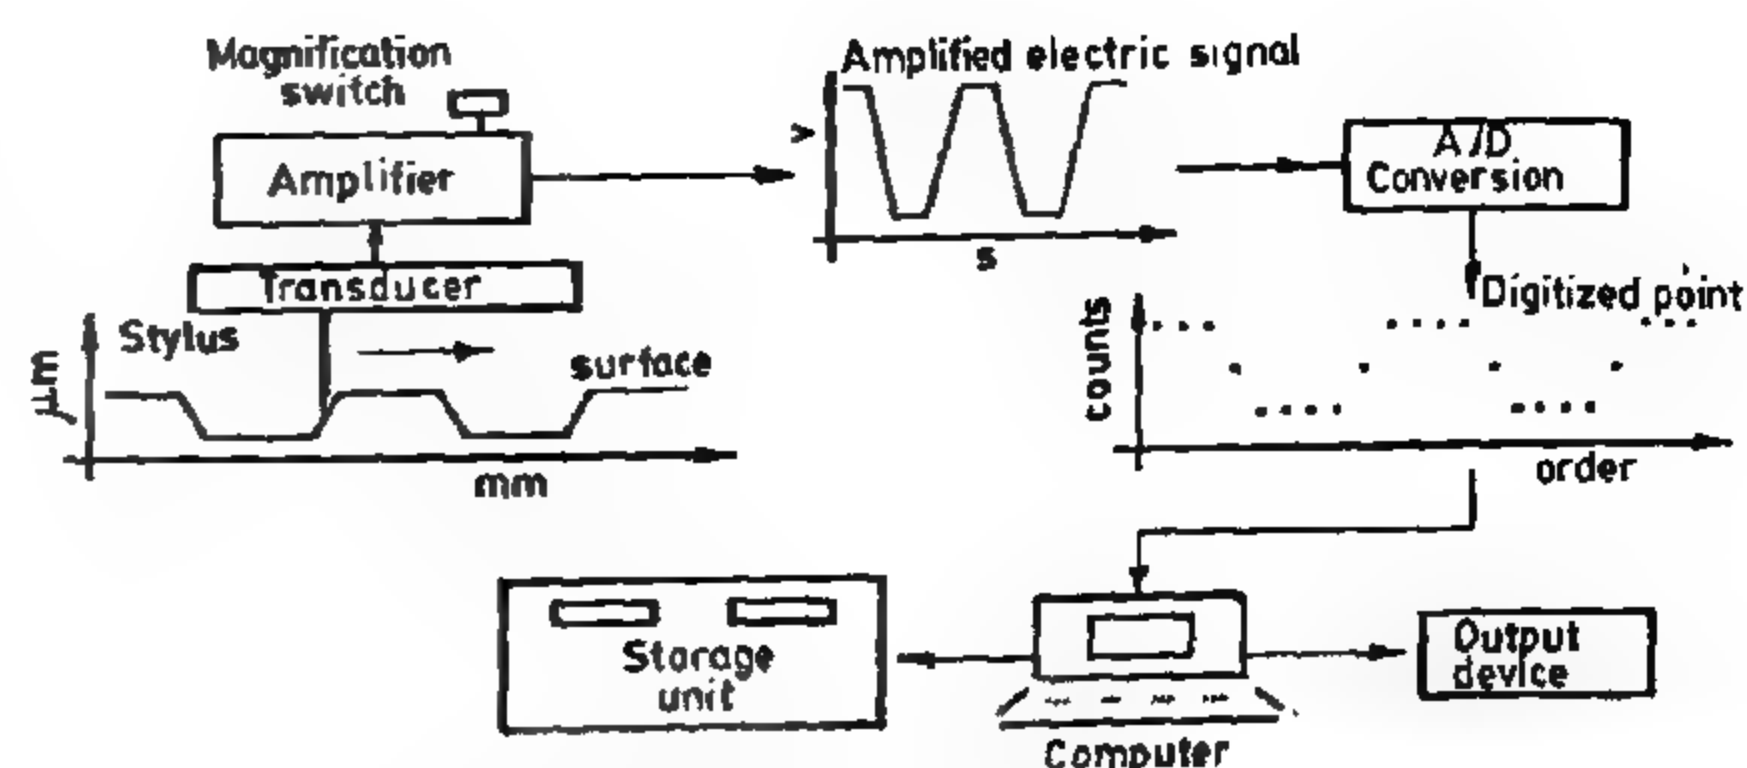 Magnification
switch
Amplifier
Transducer
Stylus
surface
μm
mm
Amplified electric signal
v
s
A/D
Conversion
Digitized point
counts
order
Storage
unit
Computer
Output
device